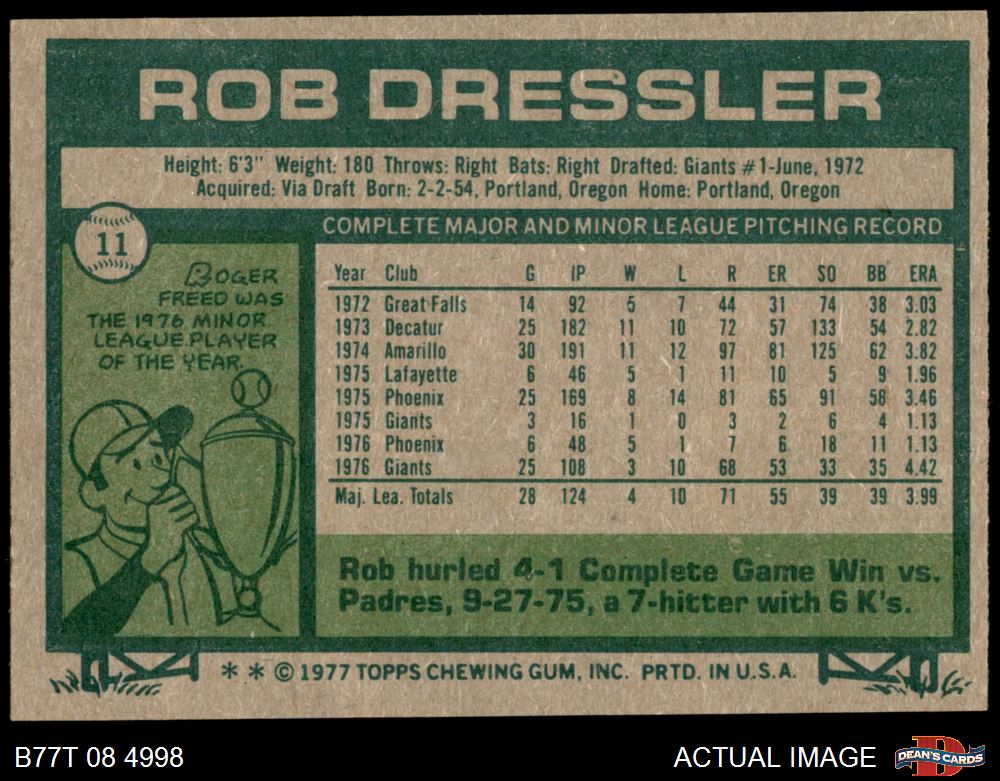 ROB DRESSLER
Height: 6'3" Weight: 180 Throws: Right Bats: Right Drafted: Giants #1-June, 1972
Acquired: Via Draft Born: 2-2-54, Portland, Oregon Home: Portland, Oregon
11
ROGER
FREED WAS
THE 1976 MINOR
LEAGUE PLAYER
OF THE YEAR.
COMPLETE MAJOR AND MINOR LEAGUE PITCHING RECORD
Year Club G IP W L R ER SO BB ERA
1972 Great Falls 14 92 5 7 44 31 74 38 3.03
1973 Decatur 25 182 11 10 72 57 133 54 2.82
1974 Amarillo 30 191 11 12 97 81 125 62 3.82
1975 Lafayette 6 46 5 1 11 10 5 9 1.96
1975 Phoenix 25 169 8 14 81 65 91 58 3.46
1975 Giants 3 16 1 0 3 2 6 4 1.13
1976 Phoenix 6 48 5 1 7 6 18 11 1.13
1976 Giants 25 108 3 10 68 53 33 35 4.42
Maj. Lea. Totals 28 124 4 10 71 55 39 39 3.99
Rob hurled 4-1 Complete Game Win vs.
Padres, 9-27-75, a 7-hitter with 6 K's.
* * © 1977 TOPPS CHEWING GUM, INC. PRTD. IN U.S.A.
B77T 08 4998
ACTUAL IMAGE
D
DEAN'S CARDS